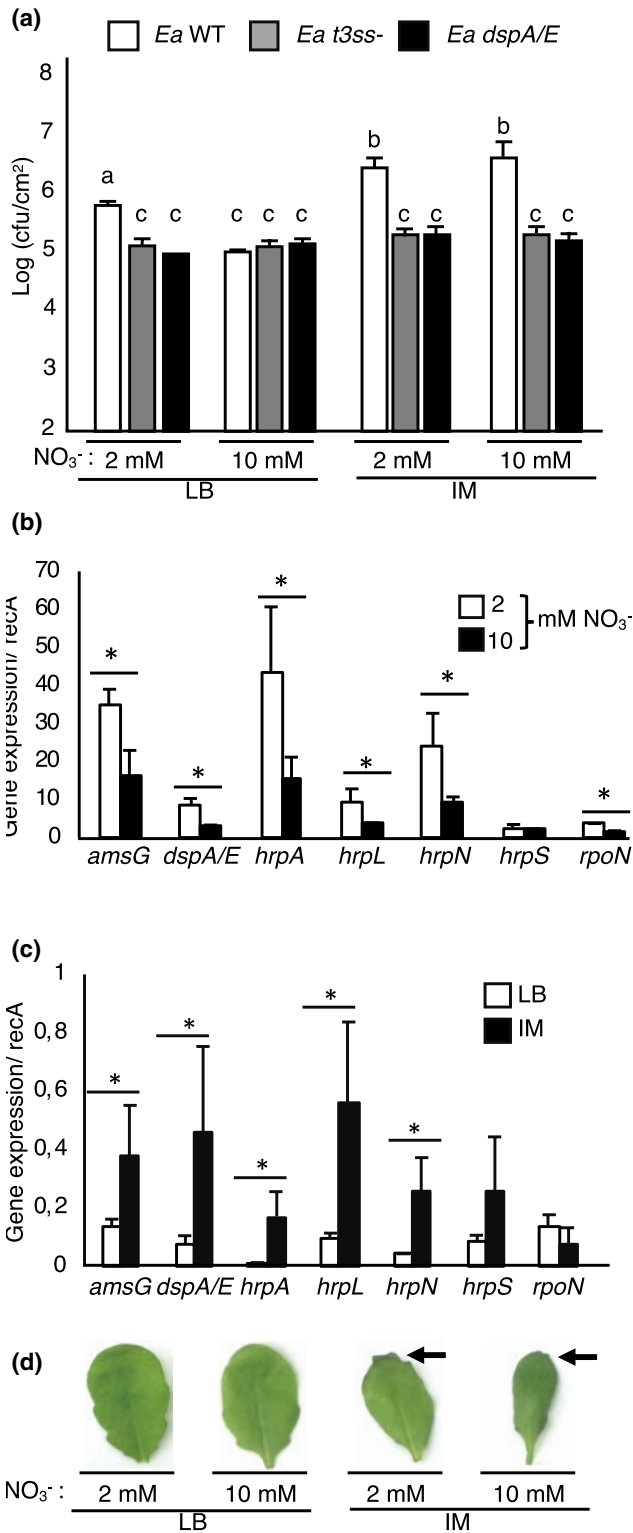 (a)
Ea WT Ea t3ss- Ea dspA/E
Log (cfu/cm²)
8
7
6
5
4
3
2
a c c c c c b c c b c c
NO₃⁻ : 2 mM 10 mM 2 mM 10 mM
LB IM
(b)
Gene expression/ recA
70
60
50
40
30
20
10
0
* * * * * *
2
10
mM NO₃⁻
amsG dspA/E hrpA hrpL hrpN hrpS rpoN
(c)
Gene expression/ recA
1
0,8
0,6
0,4
0,2
0
* * * * *
LB
IM
amsG dspA/E hrpA hrpL hrpN hrpS rpoN
(d)
NO₃⁻ : 2 mM 10 mM 2 mM 10 mM
LB IM